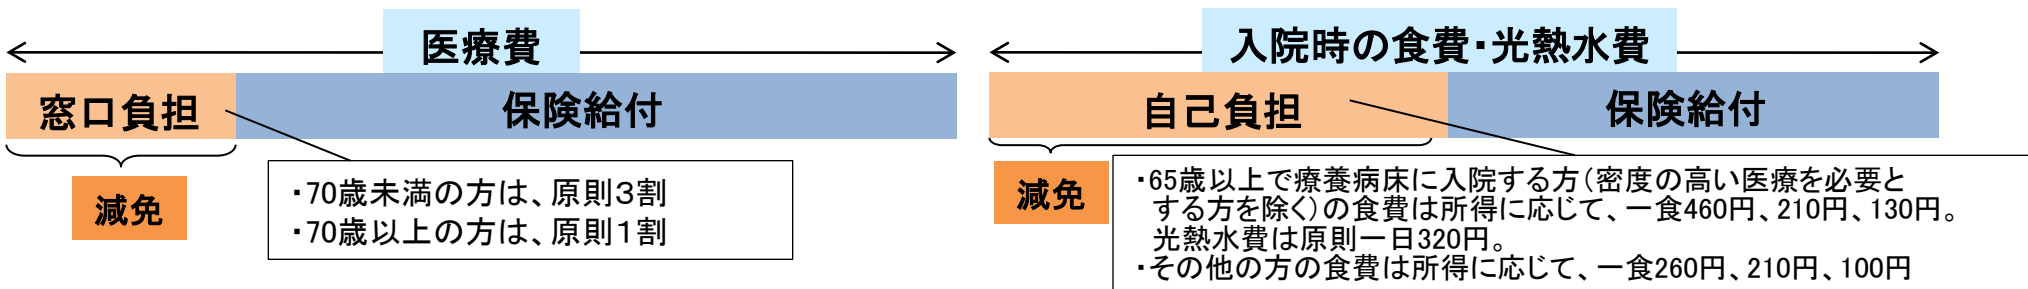 医療費
窓口負担
保険給付
減免
・70歳未満の方は、原則３割
・70歳以上の方は、原則１割
入院時の食費・光熱水費
自己負担
保険給付
減免
・65歳以上で療養病床に入院する方（密度の高い医療を必要と
する方を除く）の食費は所得に応じて、一食460円、210円、130円。
光熱水費は原則一日320円。
・その他の方の食費は所得に応じて、一食260円、210円、100円